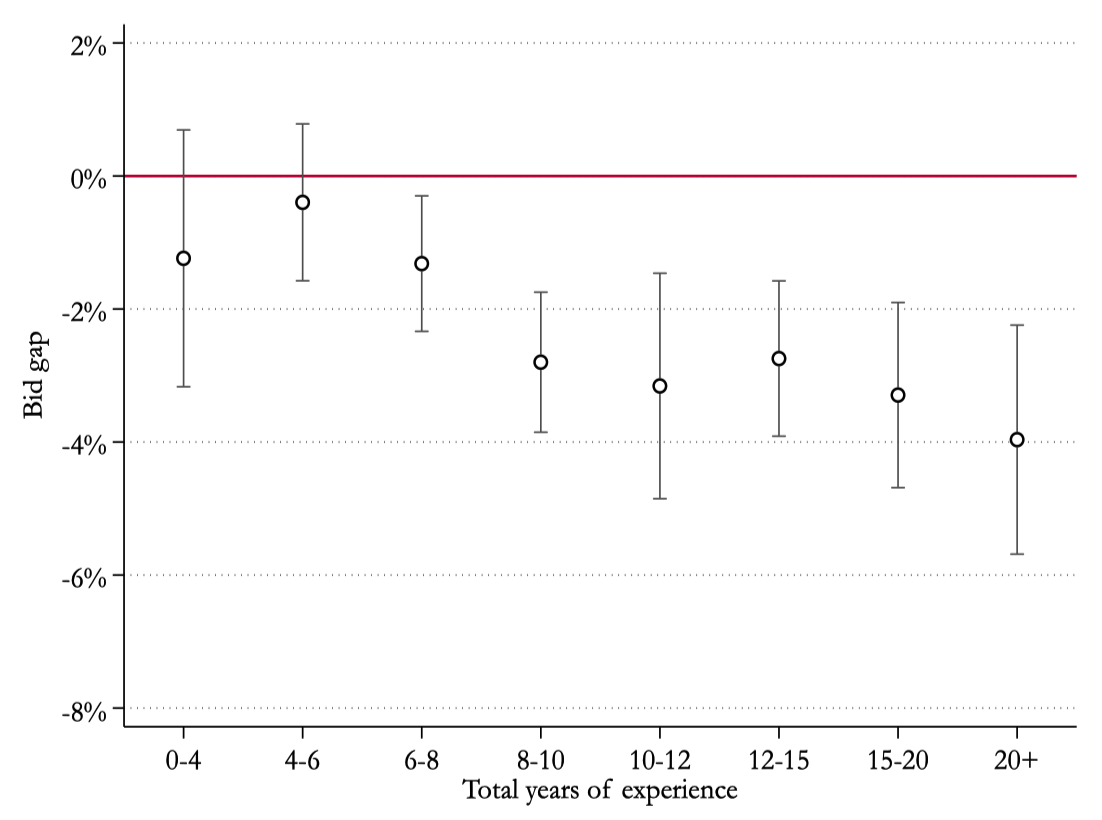 2%
0%
-2%
-4%
-6%
-8%
Bid gap
0-4 4-6 6-8 8-10 10-12 12-15 15-20 20+
Total years of experience